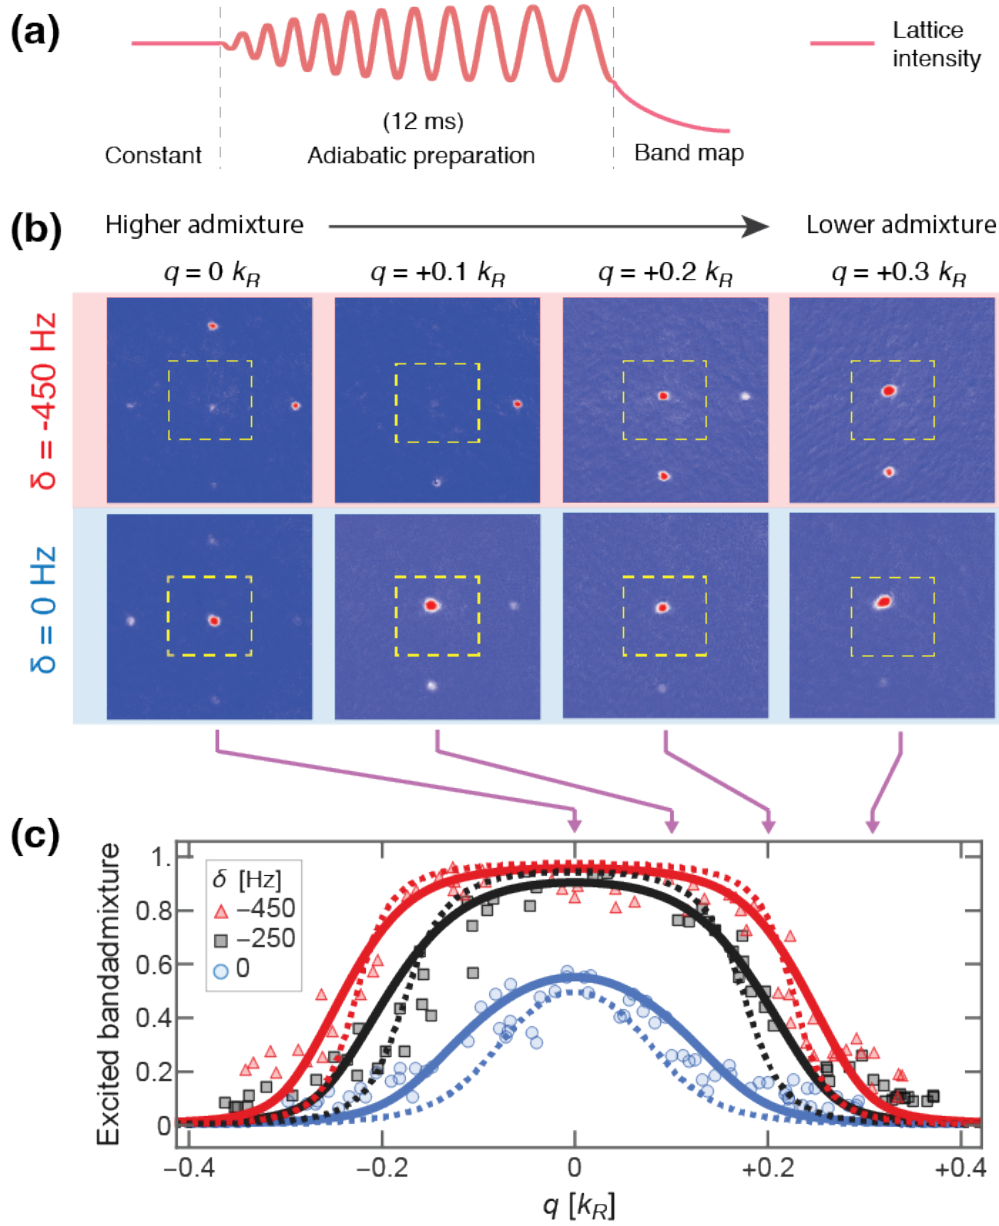 (a)
Lattice
intensity
(12 ms)
Constant
Adiabatic preparation
Band map
(b)
Higher admixture
Lower admixture
q = 0 k_R
q = +0.1 k_R
q = +0.2 k_R
q = +0.3 k_R
δ = -450 Hz
δ = 0 Hz
(c)
Excited bandadmixture
1.
0.8
0.6
0.4
0.2
0
δ [Hz]
−450
−250
0
−0.4
−0.2
0
+0.2
+0.4
q [k_R]